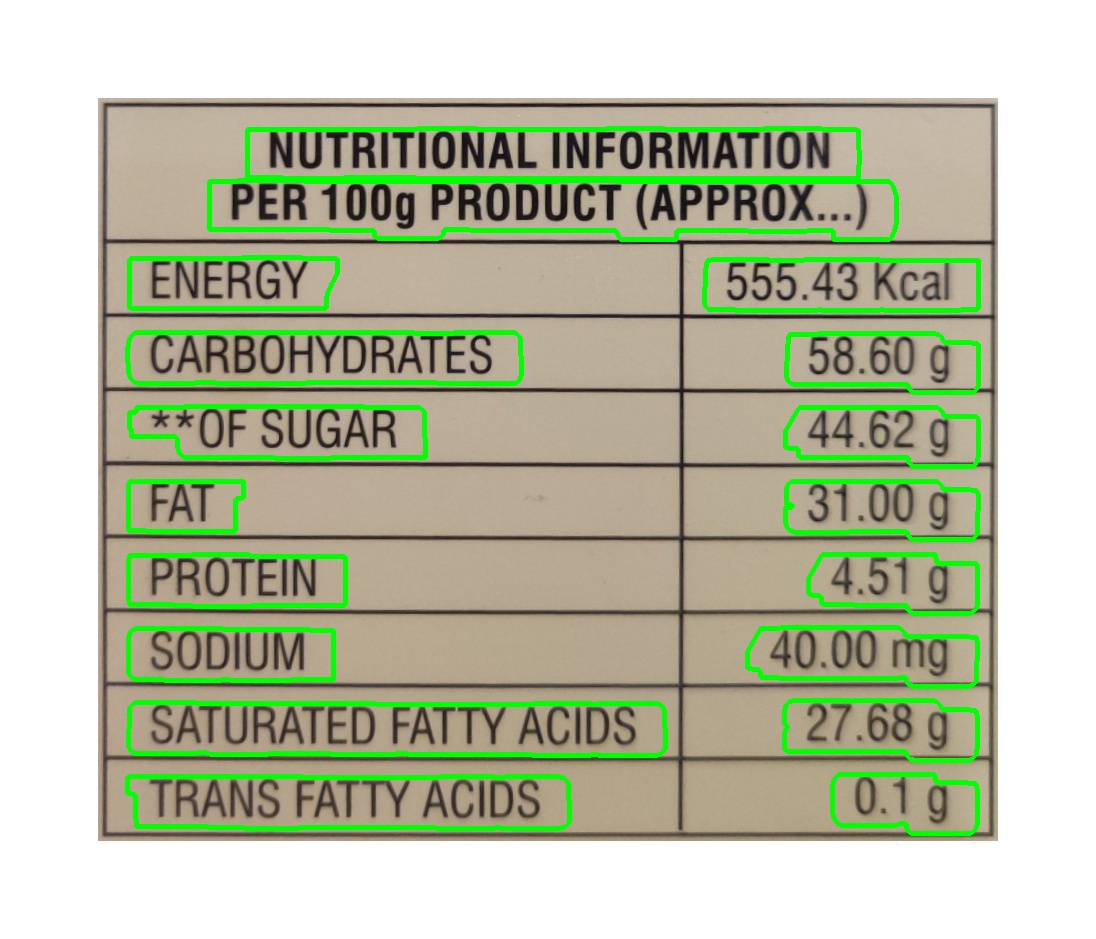 NUTRITIONAL INFORMATION
PER 100g PRODUCT (APPROX...)
ENERGY 555.43 Kcal
CARBOHYDRATES 58.60 g
**OF SUGAR 44.62 g
FAT 31.00 g
PROTEIN 4.51 g
SODIUM 40.00 mg
SATURATED FATTY ACIDS 27.68 g
TRANS FATTY ACIDS 0.1 g